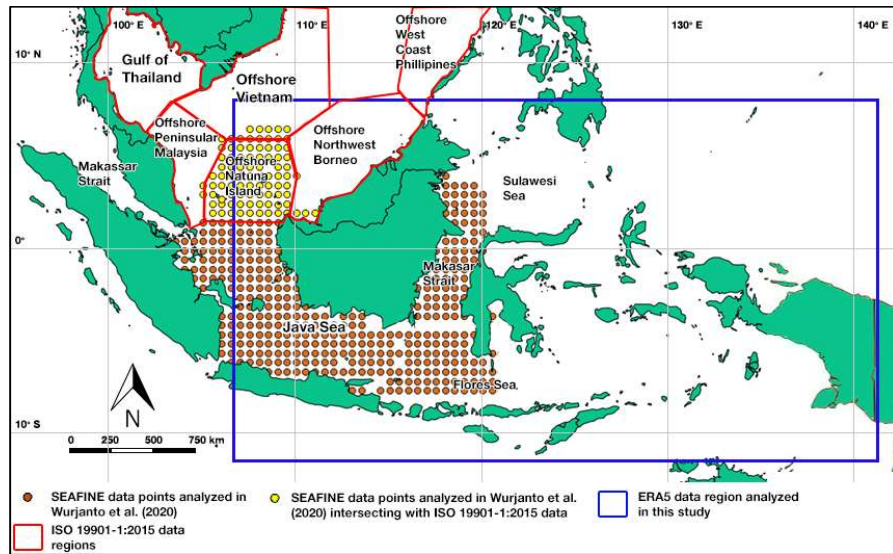 100° E
110° E
120° E
130° E
140° E
10° N
0°
10° S
Gulf of
Thailand
Offshore
Vietnam
Offshore
West
Coast
Phillipines
Offshore
Peninsular
Malaysia
Offshore
Natuna
Island
Offshore
Northwest
Borneo
Makassar
Strait
Sulawesi
Sea
Makasar
Strait
Java Sea
Flores Sea
N
0 250 500 750 km
SEAFINE data points analyzed in
Wurjanto et al. (2020)
SEAFINE data points analyzed in Wurjanto et al.
(2020) intersecting with ISO 19901-1:2015 data
ERA5 data region analyzed
in this study
ISO 19901-1:2015 data
regions